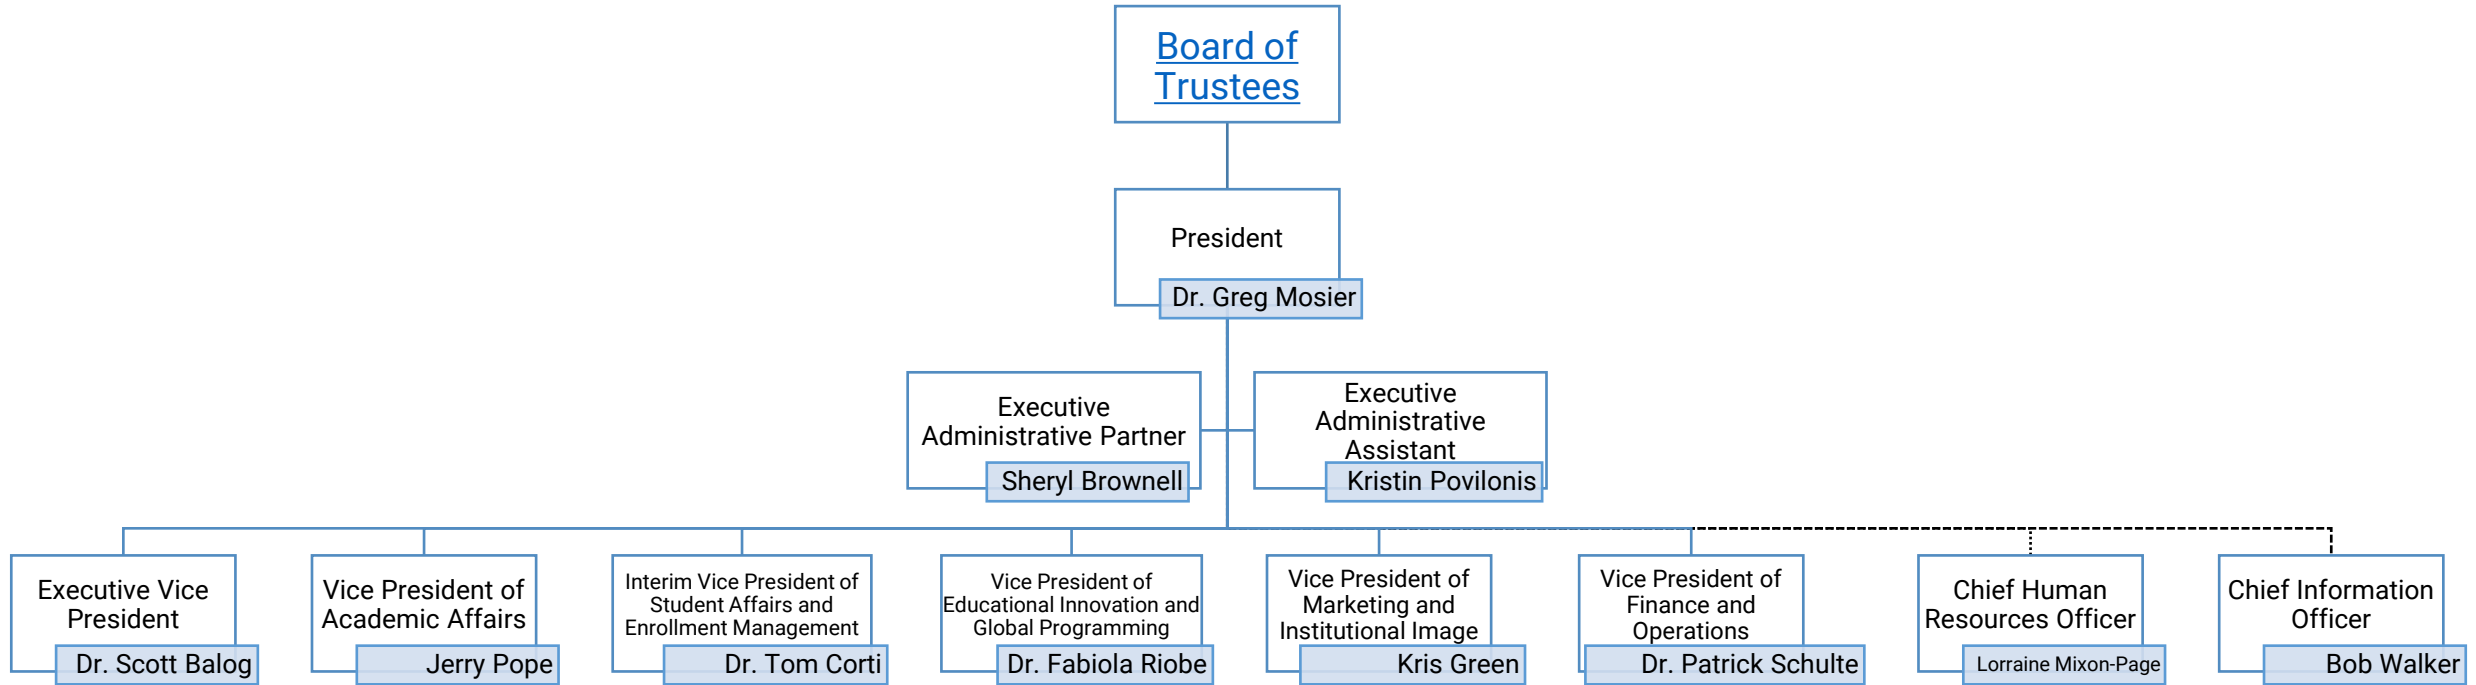 Board of
Trustees
President
Dr. Greg Mosier
Executive
Administrative Partner
Sheryl Brownell
Executive
Administrative
Assistant
Kristin Povilonis
Executive Vice
President
Dr. Scott Balog
Vice President of
Academic Affairs
Jerry Pope
Interim Vice President of
Student Affairs and
Enrollment Management
Dr. Tom Corti
Vice President of
Educational Innovation and
Global Programming
Dr. Fabiola Riobe
Vice President of
Marketing and
Institutional Image
Kris Green
Vice President of
Finance and
Operations
Dr. Patrick Schulte
Chief Human
Resources Officer
Lorraine Mixon-Page
Chief Information
Officer
Bob Walker